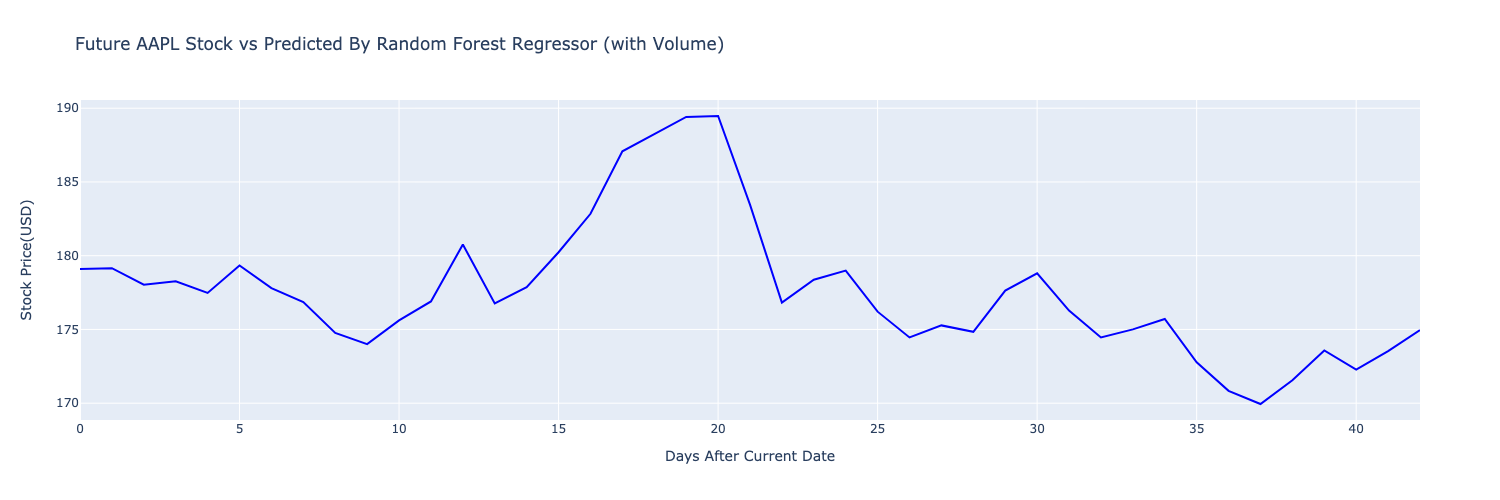 Future AAPL Stock vs Predicted By Random Forest Regressor (with Volume)
Stock Price(USD)
190
185
180
175
170
0 5 10 15 20 25 30 35 40
Days After Current Date